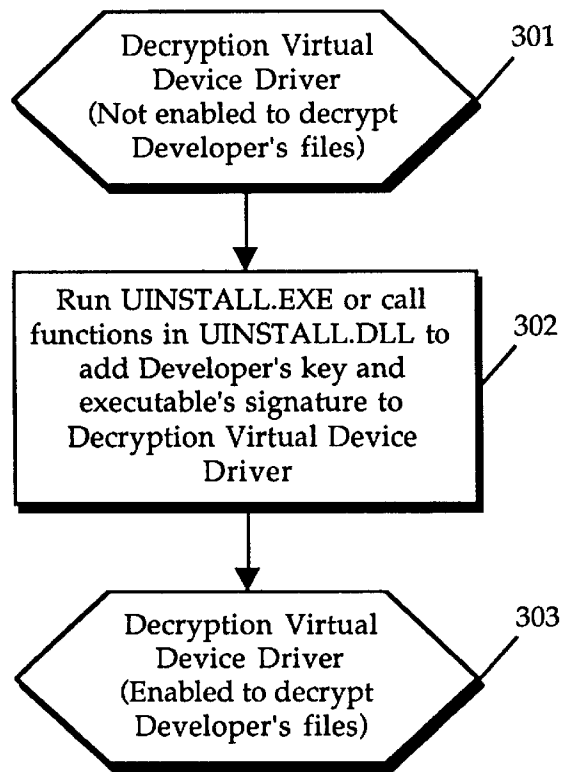 Decryption Virtual
Device Driver
(Not enabled to decrypt
Developer's files)
301
Run UINSTALL.EXE or call
functions in UINSTALL.DLL to
add Developer's key and
executable's signature to
Decryption Virtual Device
Driver
302
Decryption Virtual
Device Driver
(Enabled to decrypt
Developer's files)
303